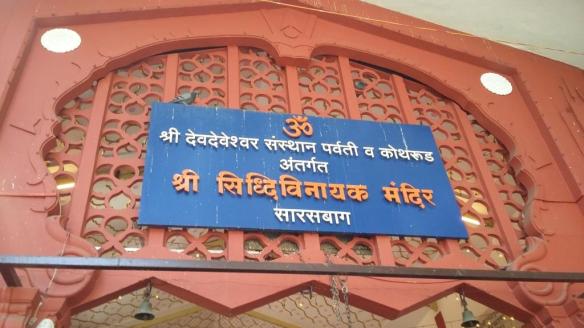 ॐ
श्री देवदेवेश्वर संस्थान पर्वती व कोथरूड
अंतर्गत
श्री सिध्दिविनायक मंदिर
सारसबाग